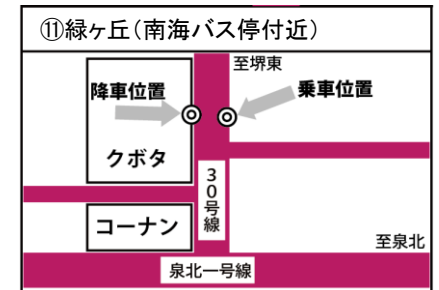 ⑪緑ヶ丘(南海バス停付近)
至堺東
降車位置
乗車位置
クボタ
30号線
コーナン
至泉北
泉北一号線